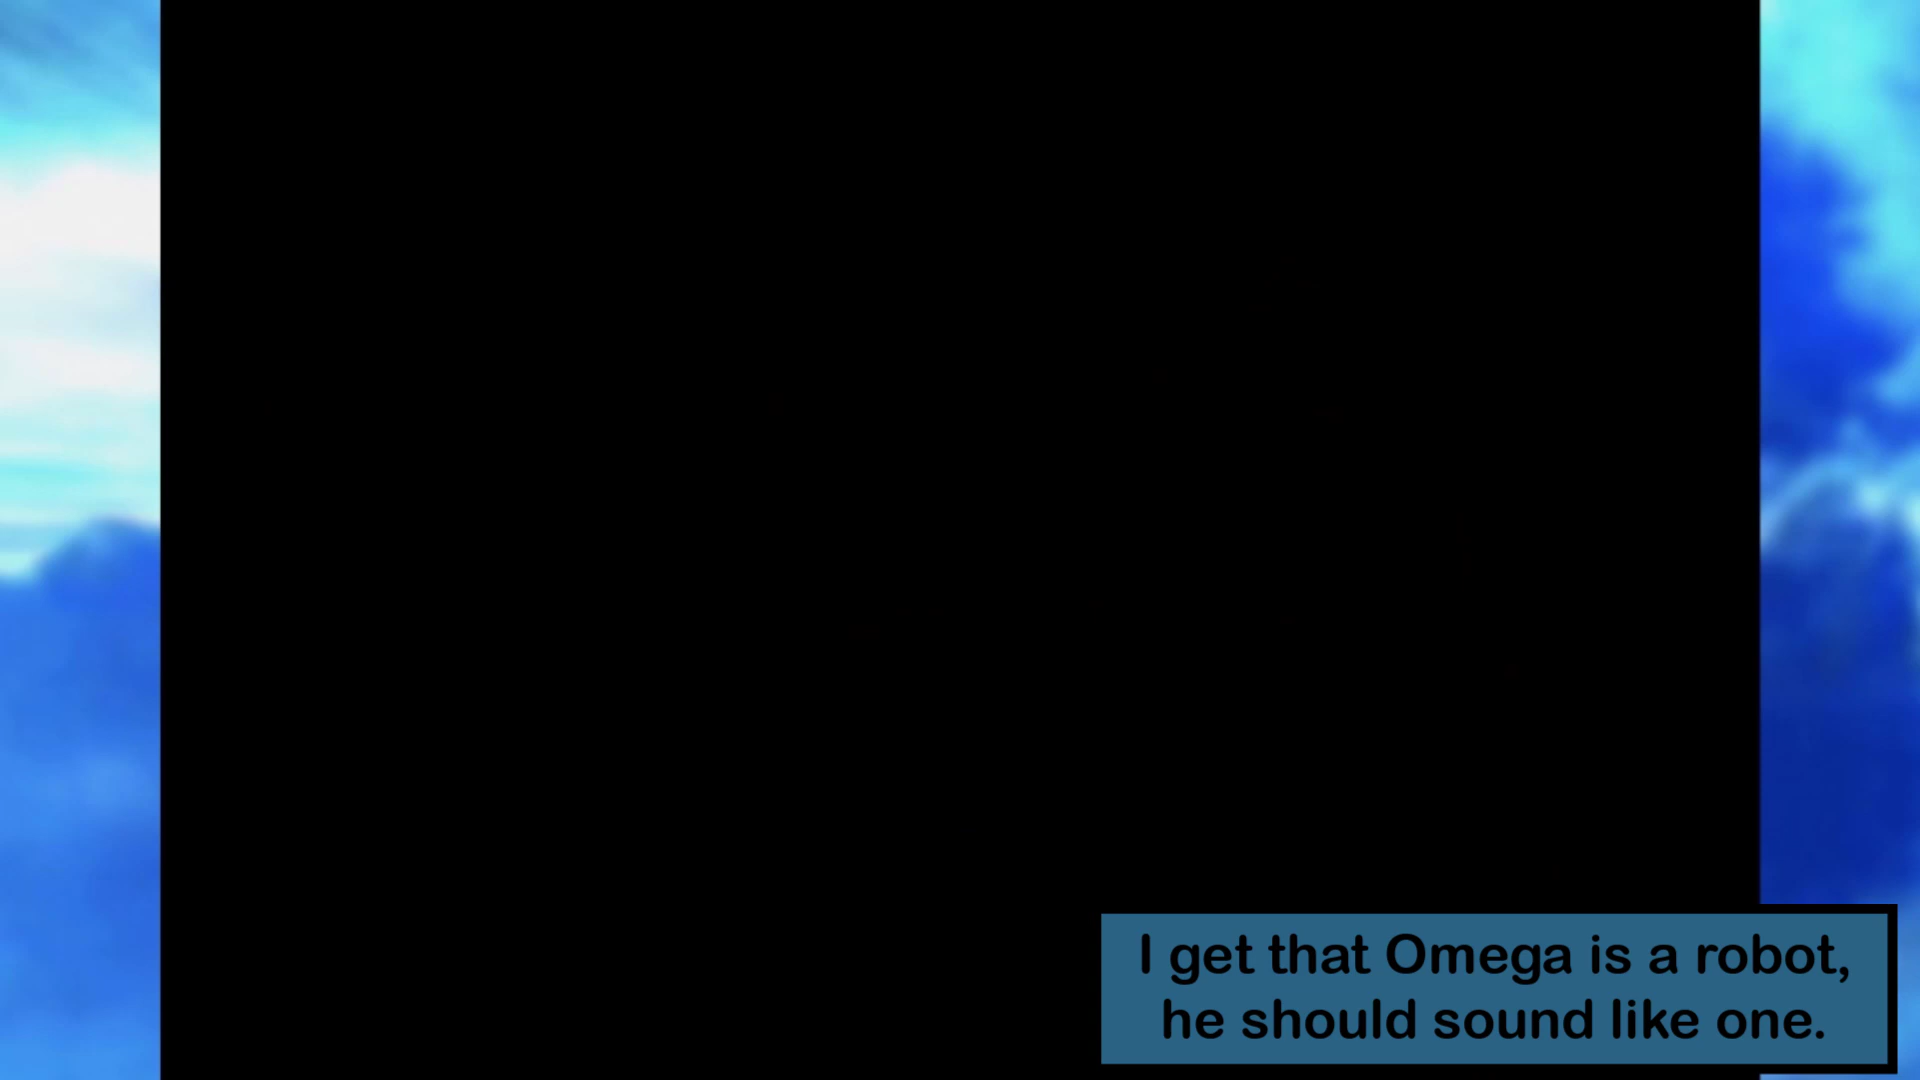 I get that Omega is a robot,
he should sound like one.